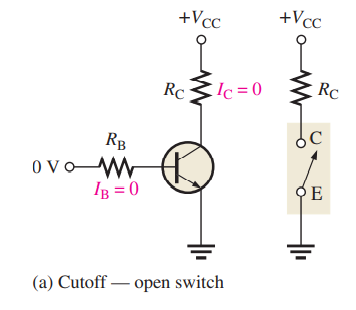 +VCC +VCC
RC IC = 0 RC
RB C
0 V
IB = 0 E
(a) Cutoff — open switch